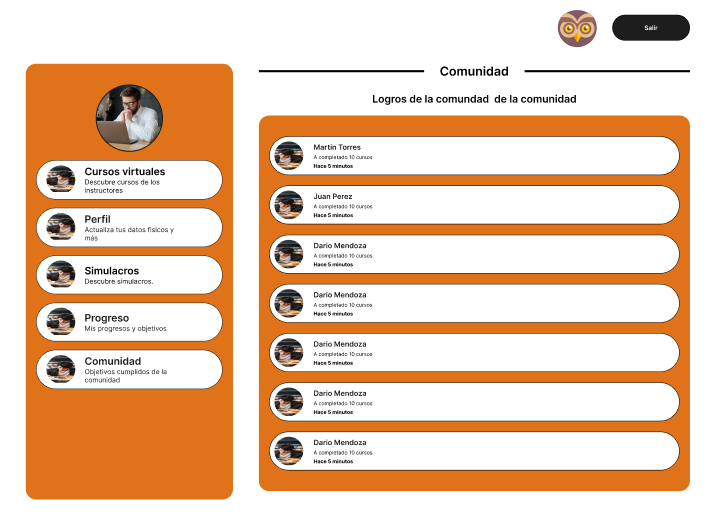 Salir
Comunidad
Logros de la comundad de la comunidad
Cursos virtuales
Descubre cursos de los
instructores
Perfil
Actualiza tus datos fisicos y
más
Simulacros
Descubre simulacros.
Progreso
Mis progresos y objetivos
Comunidad
Objetivos cumplidos de la
comunidad
Martin Torres
A completado 10 cursos
Hace 5 minutos
Juan Perez
A completado 10 cursos
Hace 5 minutos
Dario Mendoza
A completado 10 cursos
Hace 5 minutos
Dario Mendoza
A completado 10 cursos
Hace 5 minutos
Dario Mendoza
A completado 10 cursos
Hace 5 minutos
Dario Mendoza
A completado 10 cursos
Hace 5 minutos
Dario Mendoza
A completado 10 cursos
Hace 5 minutos